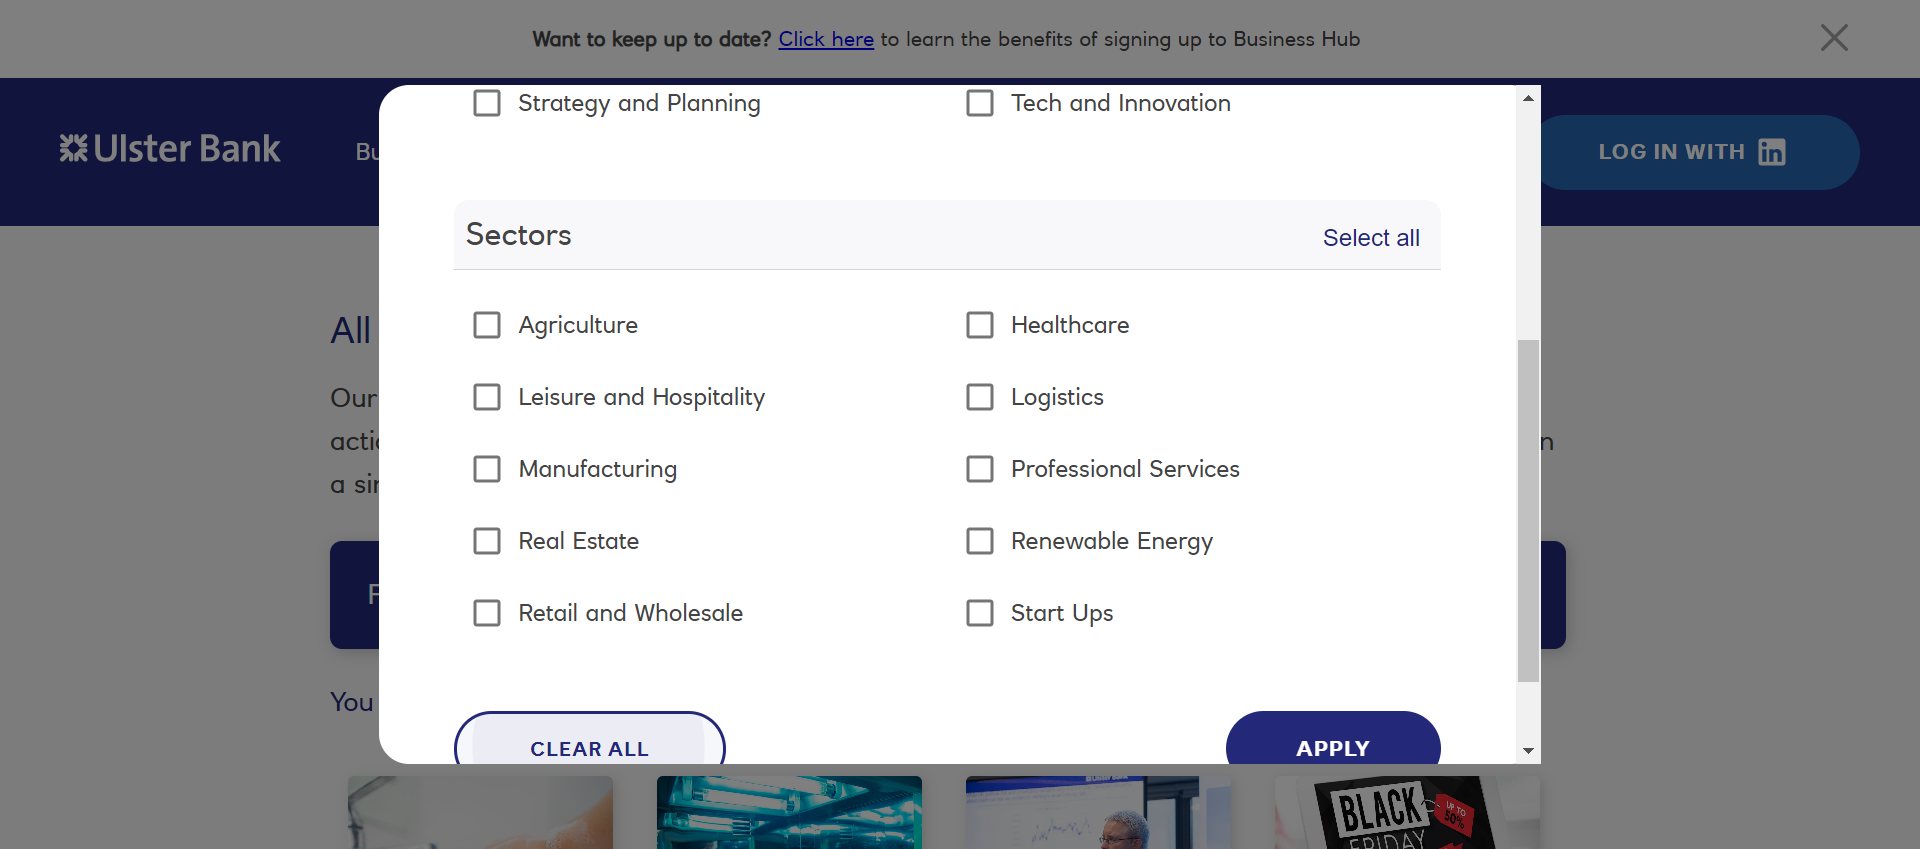 Want to keep up to date? Click here to learn the benefits of signing up to Business Hub
Strategy and Planning
Tech and Innovation
Ulster Bank
Bu
LOG IN WITH in
Sectors
Select all
All
Agriculture
Healthcare
Our
Leisure and Hospitality
Logistics
n
Manufacturing
Professional Services
a
Real Estate
Renewable Energy
Retail and Wholesale
Start Ups
You
CLEAR ALL
APPLY
BLACK
FRIDAY
UP TO
50%